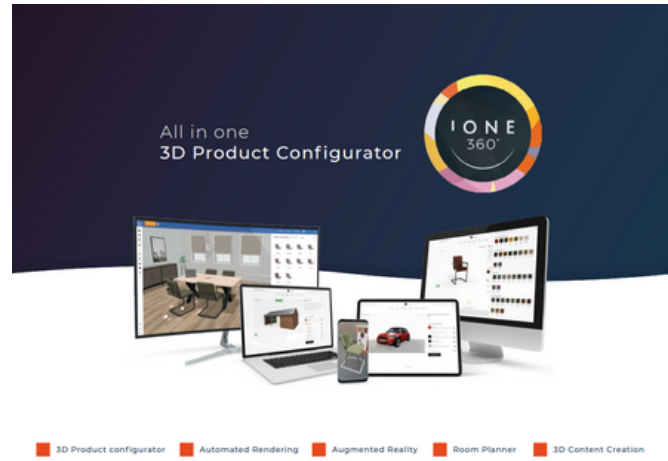 All in one
3D Product Configurator
IONE
360°
3D Product configurator
Automated Rendering
Augmented Reality
Room Planner
3D Content Creation